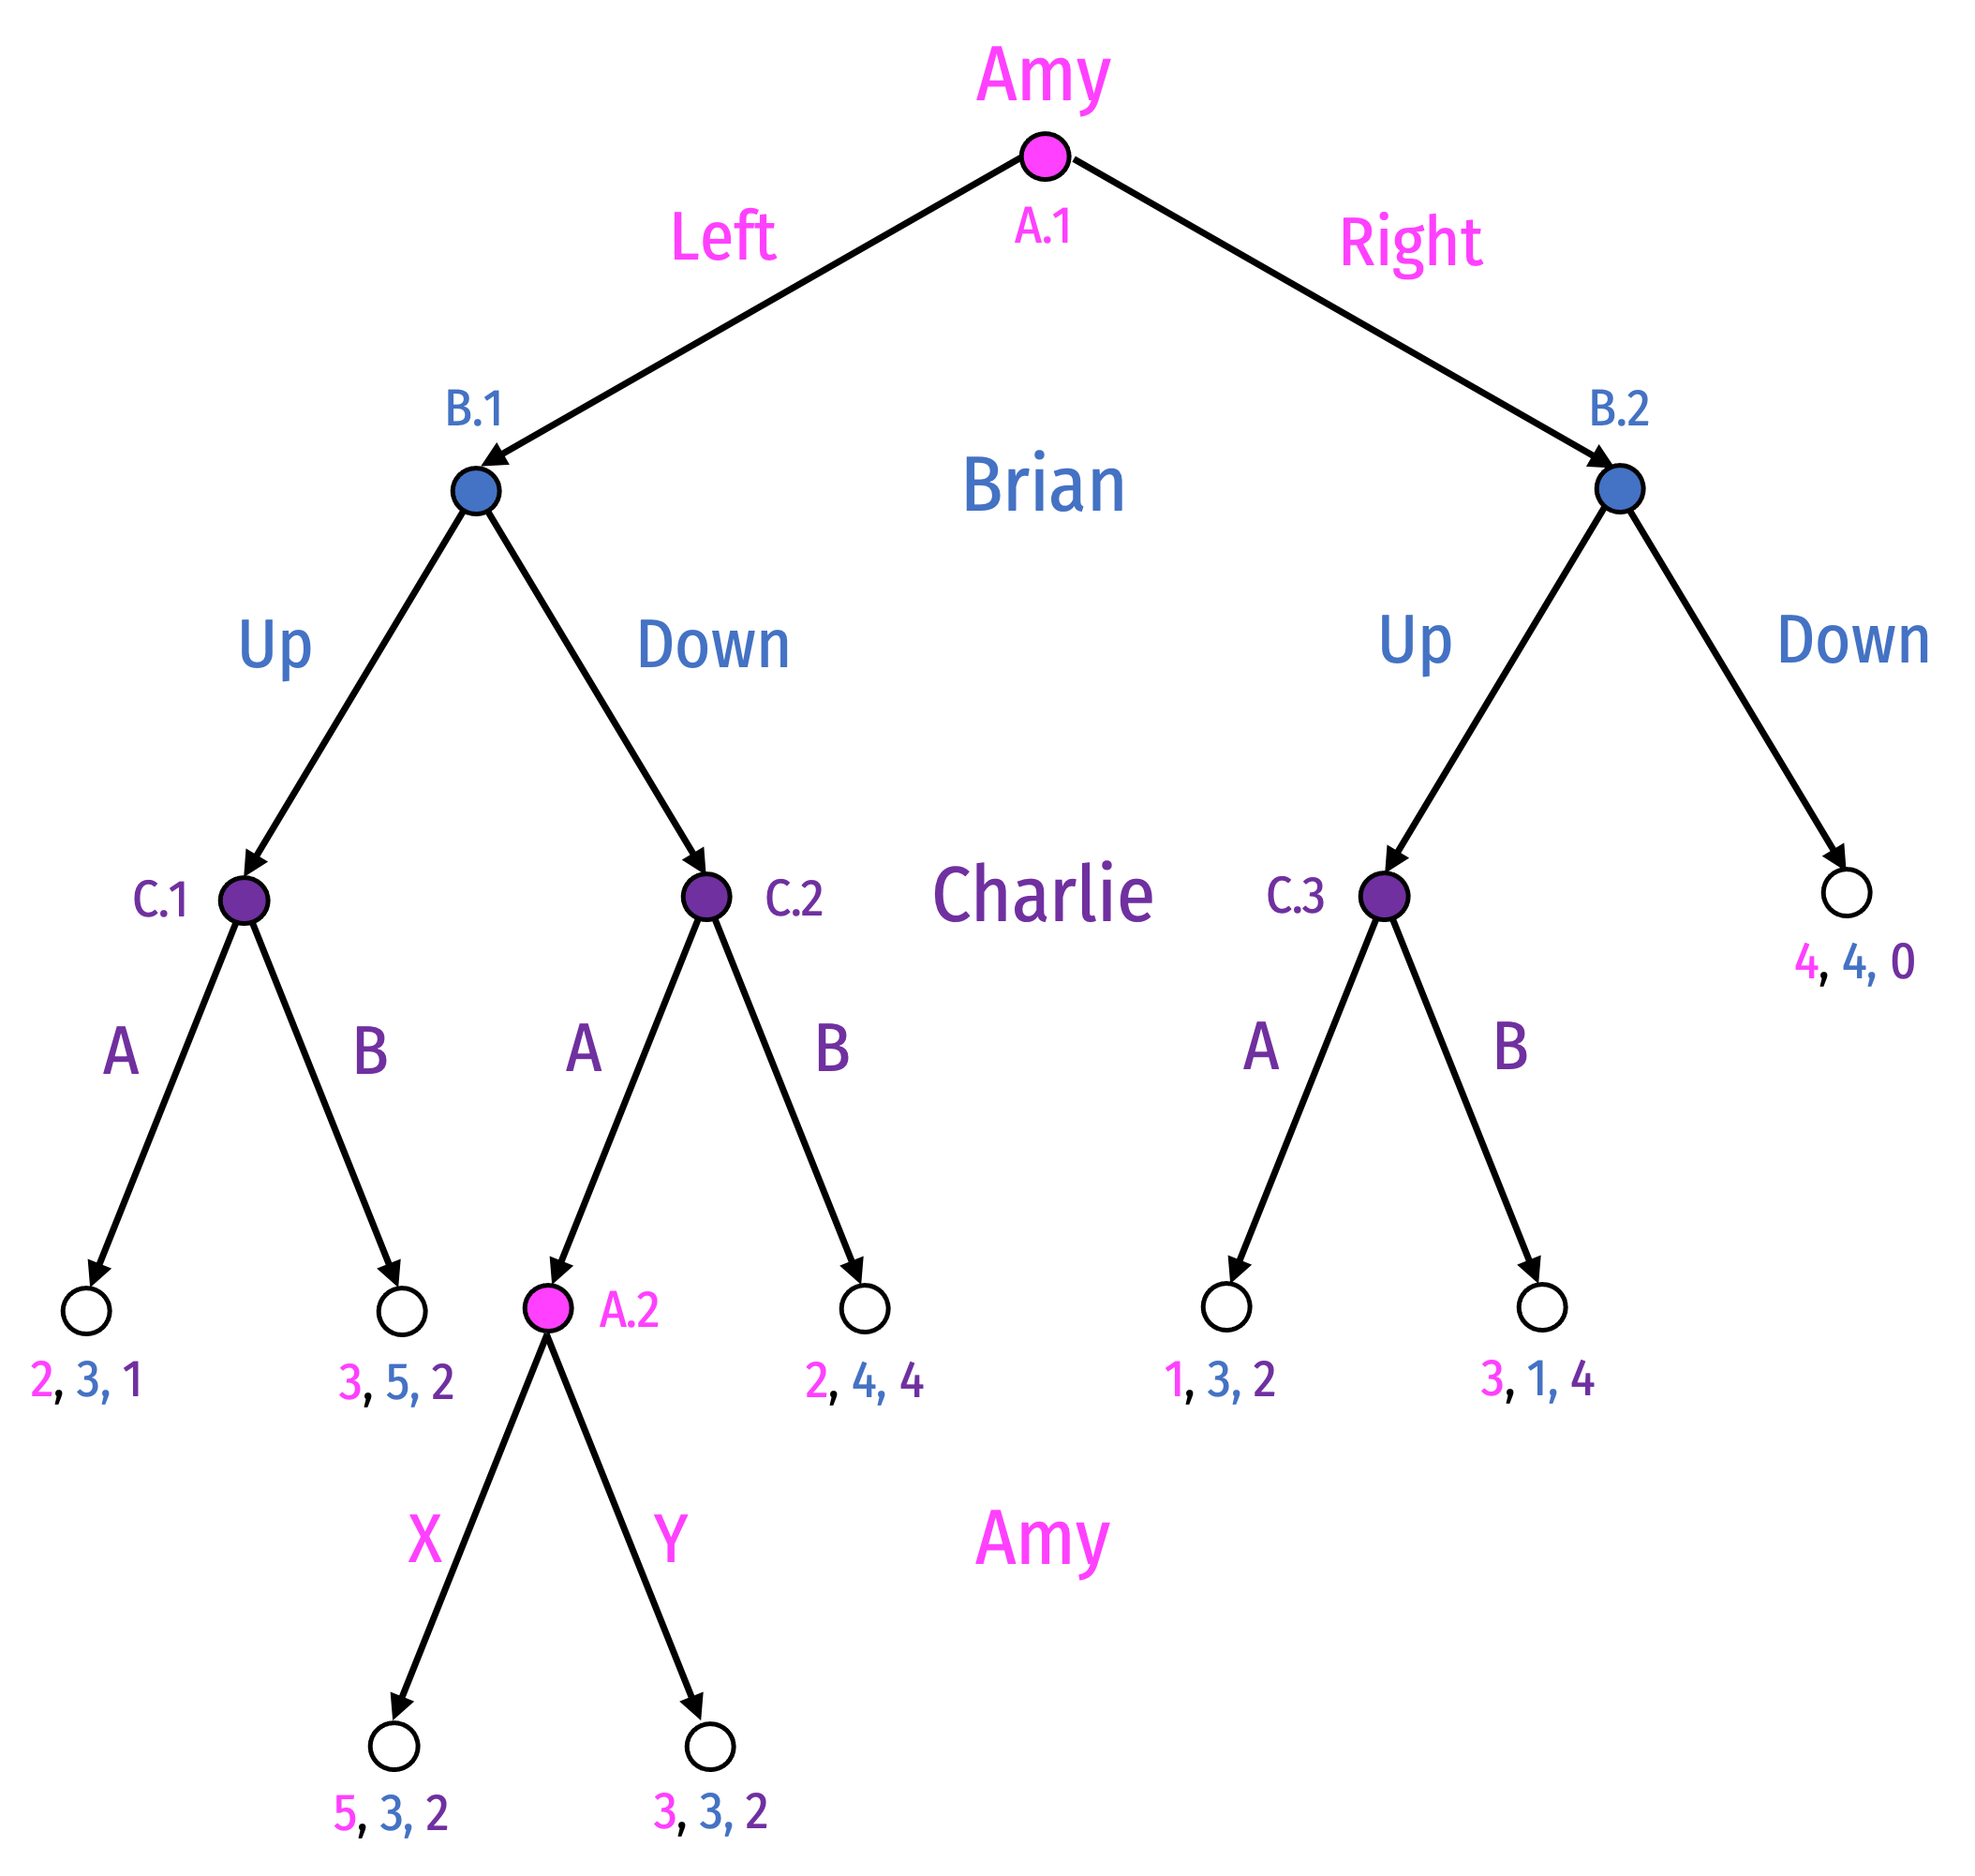 Amy
A.1
Left
Right
B.1
B.2
Brian
Up
Down
Up
Down
C.1
C.2
Charlie
C.3
4, 4, 0
A
B
A
B
A
B
A.2
2, 3, 1
3, 5, 2
2, 4, 4
1, 3, 2
3, 1, 4
X
Y
Amy
5, 3, 2
3, 3, 2